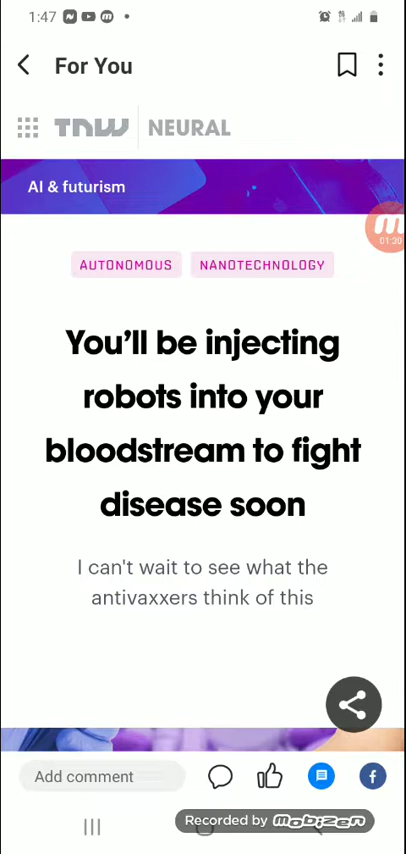 1:47
For You
TNW NEURAL
AI & futurism
01:30
AUTONOMOUS NANOTECHNOLOGY
You'll be injecting
robots into your
bloodstream to fight
disease soon
I can't wait to see what the
antivaxxers think of this
Add comment
Recorded by mobizen